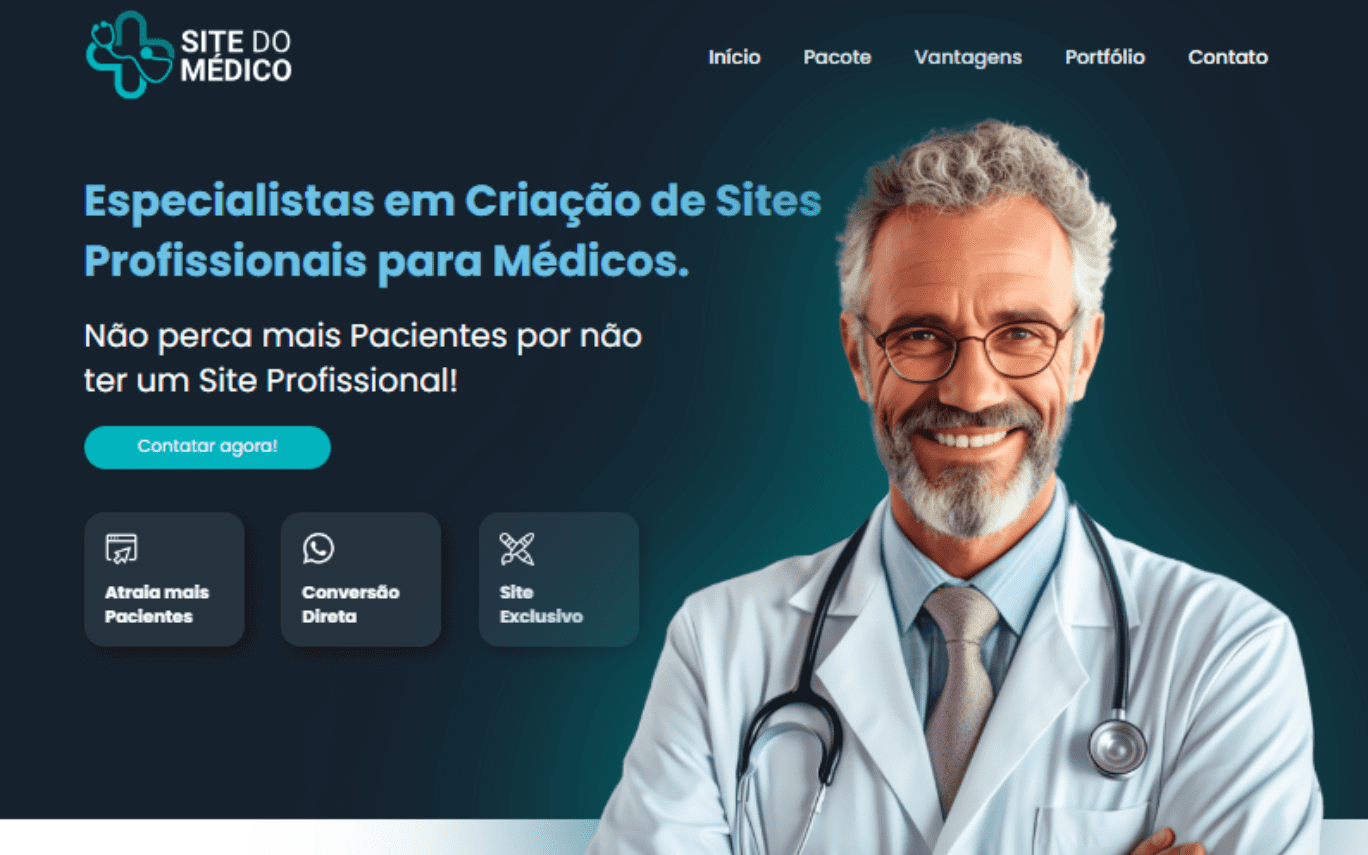 SITE DO
MÉDICO
Início Pacote Vantagens Portfólio Contato
Especialistas em Criação de Sites
Profissionais para Médicos.
Não perca mais Pacientes por não
ter um Site Profissional!
Contatar agora!
Atraia mais
Pacientes
Conversão
Direta
Site
Exclusivo